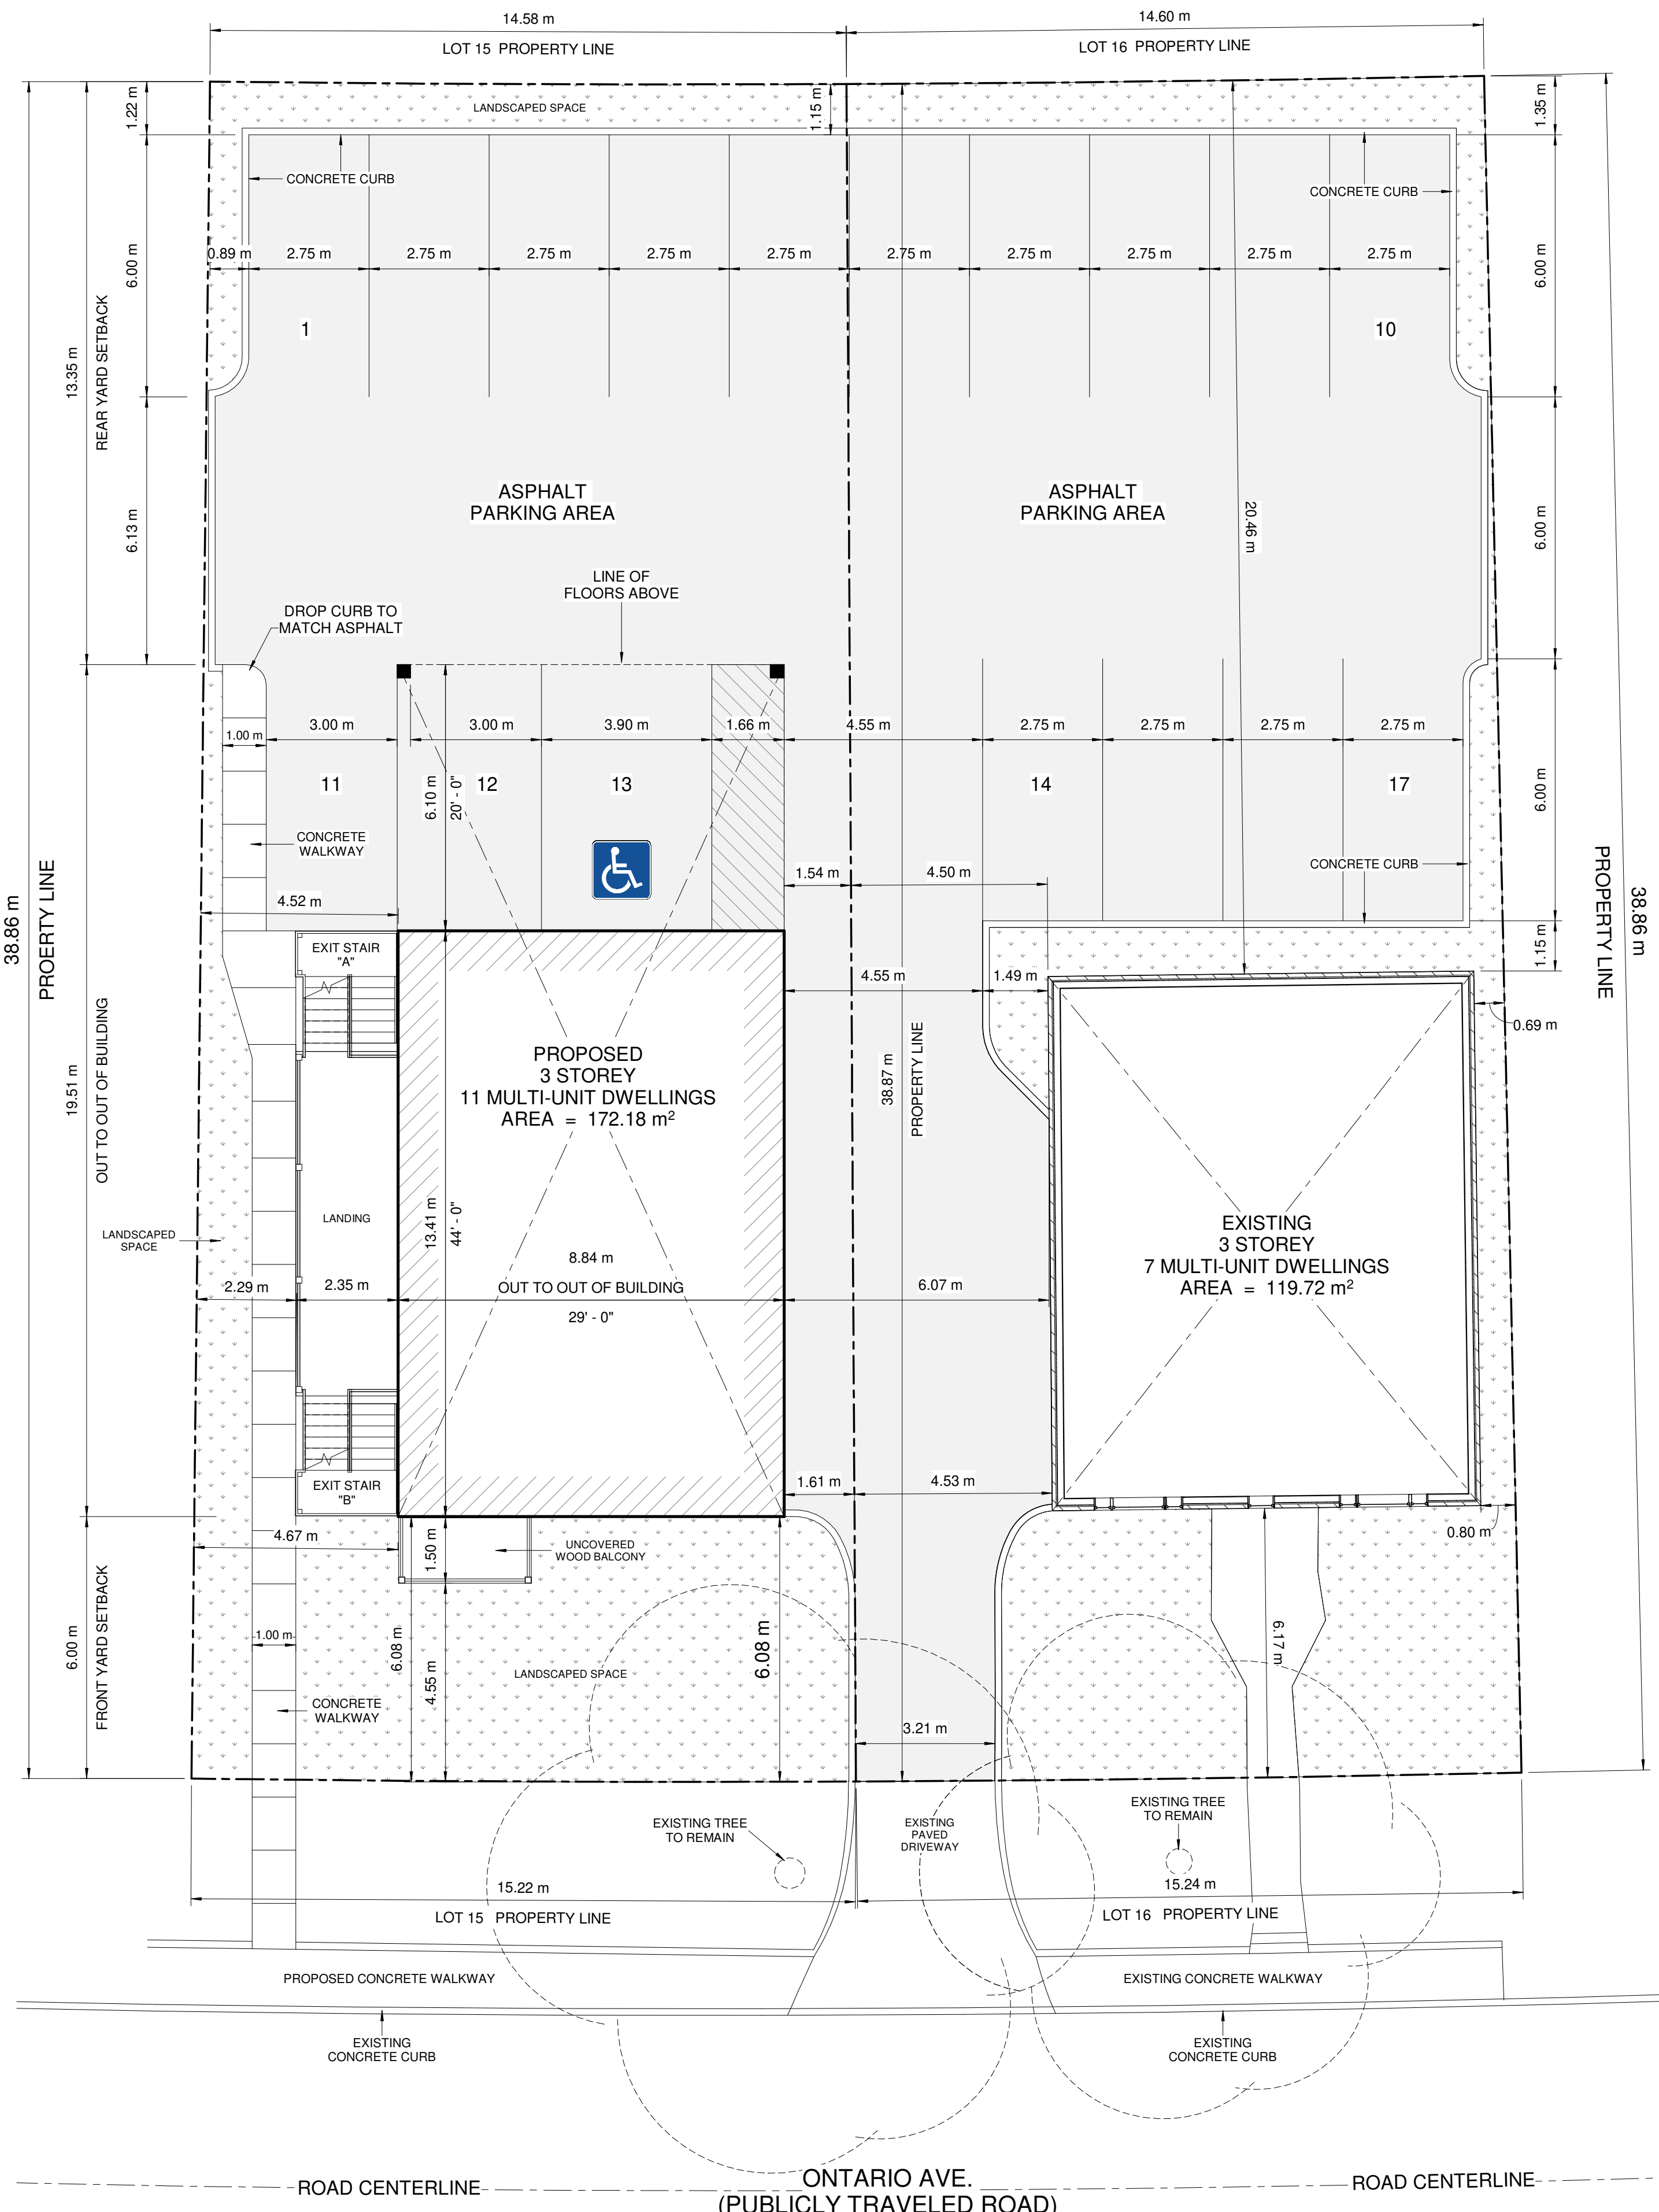 14.58 m
14.60 m
LOT 15 PROPERTY LINE
LOT 16 PROPERTY LINE
1.22 m
LANDSCAPED SPACE
1.15 m
1.35 m
CONCRETE CURB
CONCRETE CURB
6.00 m
0.89 m
2.75 m
2.75 m
2.75 m
2.75 m
2.75 m
2.75 m
2.75 m
2.75 m
2.75 m
2.75 m
6.00 m
1
10
13.35 m
REAR YARD SETBACK
ASPHALT
PARKING AREA
ASPHALT
PARKING AREA
6.13 m
20.46 m
6.00 m
LINE OF
FLOORS ABOVE
DROP CURB TO
MATCH ASPHALT
1.00 m
3.00 m
3.00 m
3.90 m
1.66 m
4.55 m
2.75 m
2.75 m
2.75 m
2.75 m
11
12
13
14
17
6.10 m
20' - 0"
6.00 m
CONCRETE
WALKWAY
CONCRETE CURB
1.54 m
4.50 m
4.52 m
38.86 m
PROERTY LINE
PROPERTY LINE
38.86 m
EXIT STAIR
"A"
1.15 m
4.55 m
1.49 m
0.69 m
19.51 m
OUT TO OUT OF BUILDING
PROPOSED
3 STOREY
11 MULTI-UNIT DWELLINGS
AREA = 172.18 m²
38.87 m
PROPERTY LINE
LANDSCAPED
SPACE
LANDING
13.41 m
44' - 0"
EXISTING
3 STOREY
7 MULTI-UNIT DWELLINGS
AREA = 119.72 m²
2.29 m
2.35 m
8.84 m
OUT TO OUT OF BUILDING
29' - 0"
6.07 m
EXIT STAIR
"B"
1.61 m
4.53 m
4.67 m
0.80 m
1.50 m
UNCOVERED
WOOD BALCONY
6.00 m
FRONT YARD SETBACK
1.00 m
6.08 m
4.55 m
LANDSCAPED SPACE
6.08 m
6.17 m
CONCRETE
WALKWAY
3.21 m
EXISTING TREE
TO REMAIN
EXISTING
PAVED
DRIVEWAY
EXISTING TREE
TO REMAIN
15.22 m
15.24 m
LOT 15 PROPERTY LINE
LOT 16 PROPERTY LINE
PROPOSED CONCRETE WALKWAY
EXISTING CONCRETE WALKWAY
EXISTING
CONCRETE CURB
EXISTING
CONCRETE CURB
ROAD CENTERLINE
ONTARIO AVE.
(PUBLICLY TRAVELED ROAD)
ROAD CENTERLINE